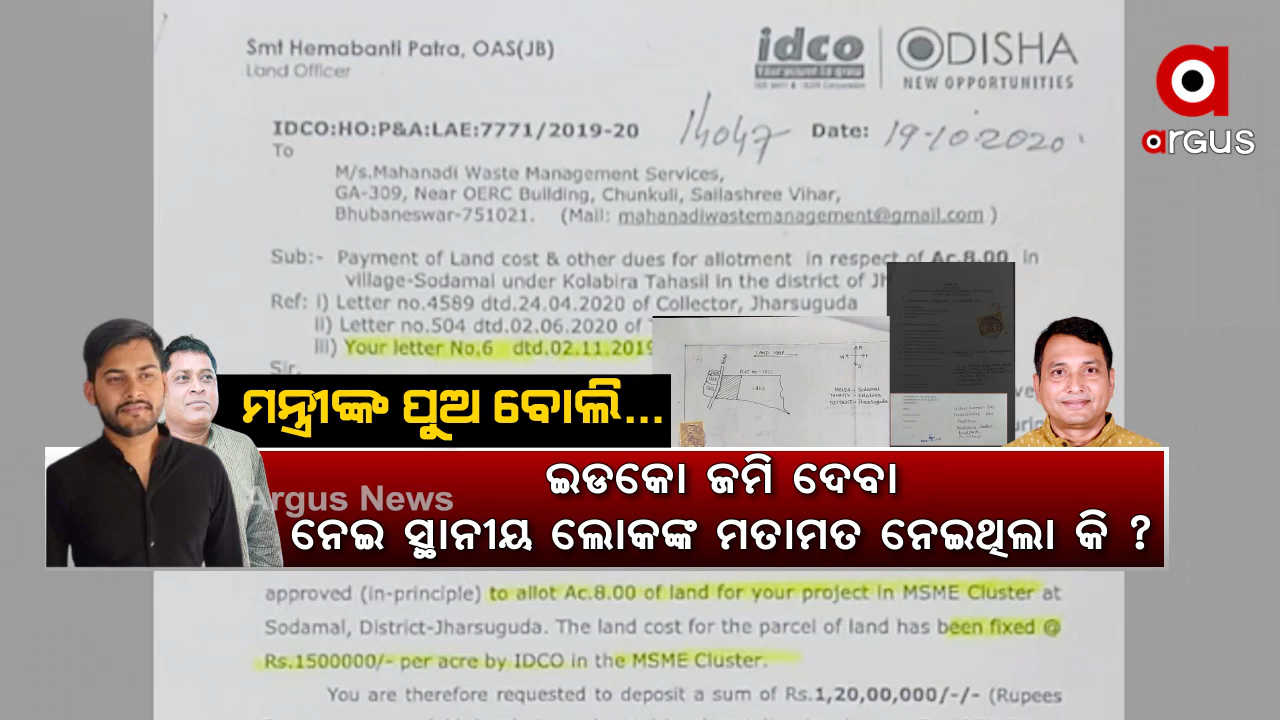 Smt Hemabanti Patra, OAS(JB)
Land Officer
idco
ODISHA
NEW OPPORTUNITIES
argus
IDCO:HO:P&A:LAE:7771/2019-20
14047
Date: 19-10-2020
To
M/s.Mahanadi Waste Management Services,
GA-309, Near OERC Building, Chunkuli, Sailashree Vihar,
Bhubaneswar-751021. (Mail: mahanadiwastemanagement@gmail.com )
Sub:- Payment of Land cost & other dues for allotment in respect of Ac.8.00 in
village-Sodamal under Kolabira Tahasil in the district of
Ref: i) Letter no.4589 dtd.24.04.2020 of Collector, Jharsuguda
ii) Letter no.504 dtd.02.06.2020 of
iii) Your letter No.6 dtd.02.11.2019
Sir,
LAND MAP
ମନ୍ତ୍ରୀଙ୍କ ପୁଅ ବୋଲି...
Argus News
ଇଡକୋ ଜମି ଦେବା
ନେଇ ସ୍ଥାନୀୟ ଲୋକଙ୍କ ମତାମତ ନେଇଥିଲା କି ?
approved (in-principle) to allot Ac.8.00 of land for your project in MSME Cluster at
Sodamal, District-Jharsuguda. The land cost for the parcel of land has been fixed @
Rs.1500000/- per acre by IDCO in the MSME Cluster.
You are therefore requested to deposit a sum of Rs.1,20,00,000/-/- (Rupees